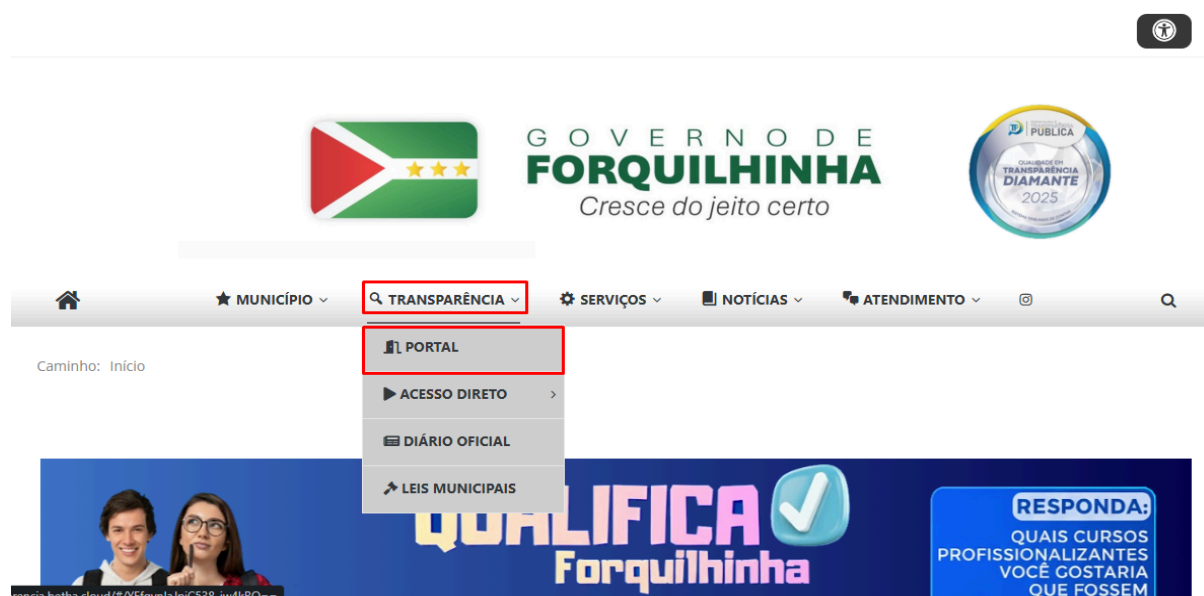 GOVERNO DE
FORQUILHINHA
Cresce do jeito certo
PÚBLICA
QUALIDADE EM
TRANSPARÊNCIA
DIAMANTE
2025
MUNICÍPIO
TRANSPARÊNCIA
SERVIÇOS
NOTÍCIAS
ATENDIMENTO
PORTAL
Caminho: Início
ACESSO DIRETO
DIÁRIO OFICIAL
LEIS MUNICIPAIS
QUALIFICA
Forquilhinha
RESPONDA:
QUAIS CURSOS
PROFISSIONALIZANTES
VOCÊ GOSTARIA
QUE FOSSEM